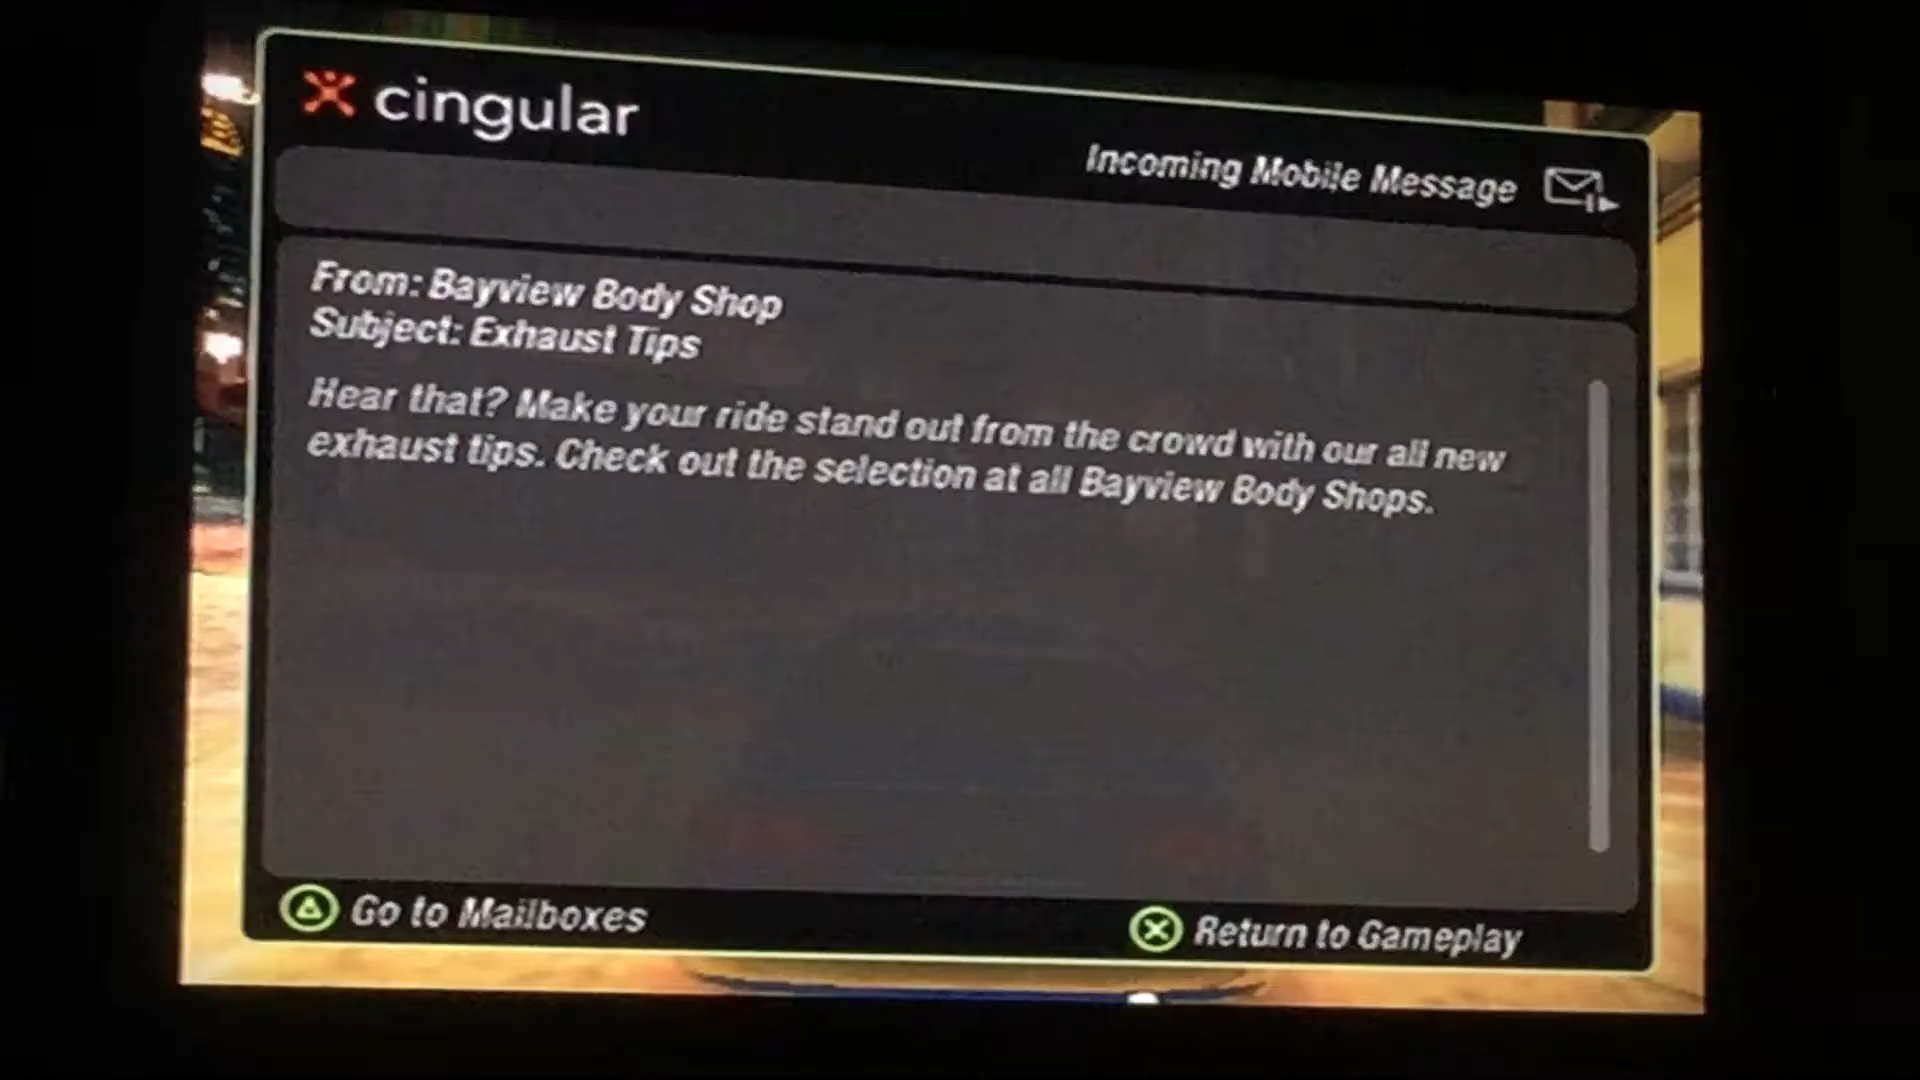 cingular
Incoming Mobile Message
From: Bayview Body Shop
Subject: Exhaust Tips
Hear that? Make your ride stand out from the crowd with our all new
exhaust tips. Check out the selection at all Bayview Body Shops.
Go to Mailboxes
Return to Gameplay